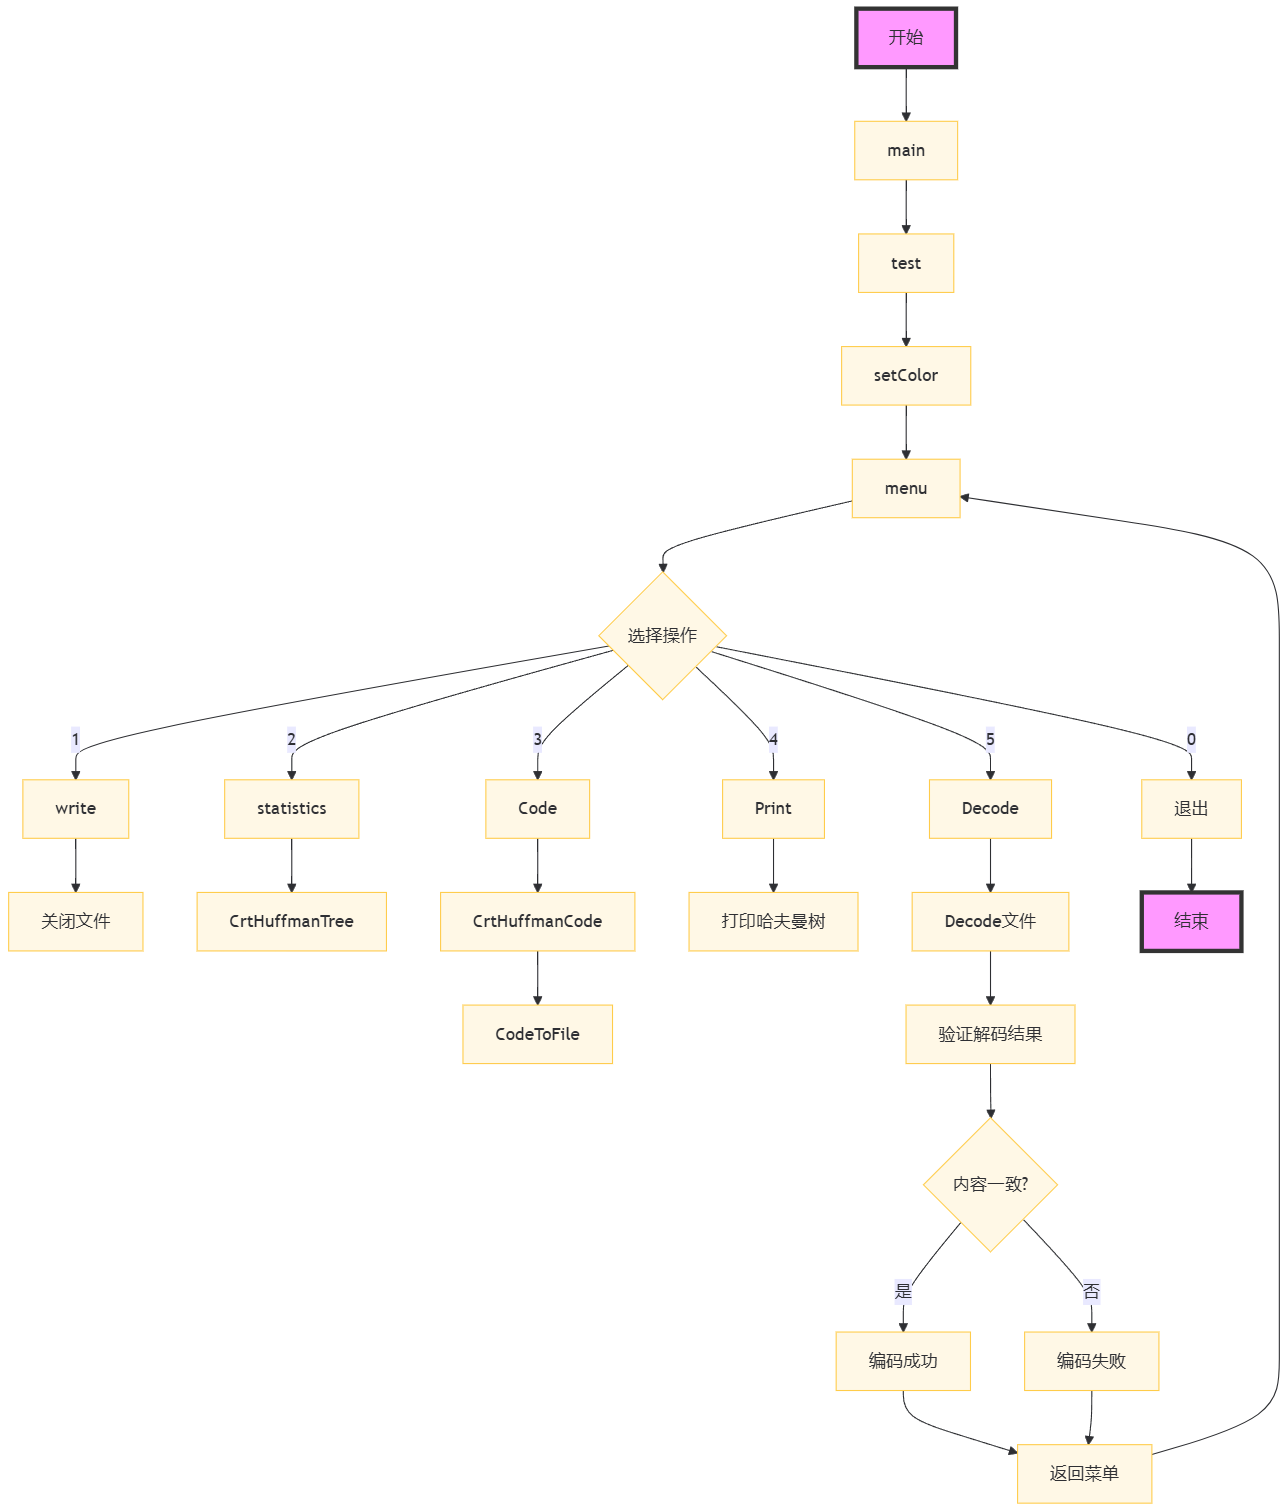 开始
main
test
setColor
menu
选择操作
1
2
3
4
5
0
write
statistics
Code
Print
Decode
退出
关闭文件
CrtHuffmanTree
CrtHuffmanCode
打印哈夫曼树
Decode文件
结束
CodeToFile
验证解码结果
内容一致?
是
否
编码成功
编码失败
返回菜单